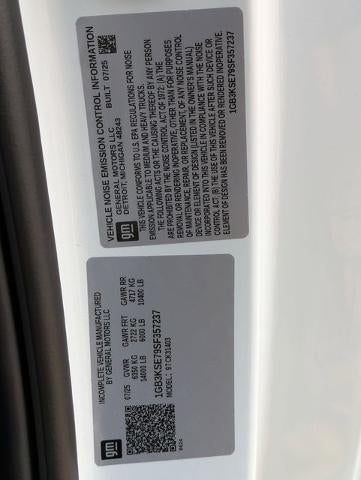 VEHICLE NOISE EMISSION CONTROL INFORMATION
GENERAL MOTORS LLC BUILT 07/25
DETROIT, MICHIGAN 48243
THIS VEHICLE CONFORMS TO U.S. EPA REGULATIONS FOR NOISE
EMISSION APPLICABLE TO MEDIUM AND HEAVY TRUCKS.
THE FOLLOWING ACTS OR THE CAUSING THEREOF BY ANY PERSON
ARE PROHIBITED BY THE NOISE CONTROL ACT OF 1972: (A) THE
REMOVAL OR RENDERING INOPERATIVE, OTHER THAN FOR PURPOSES
OF MAINTENANCE, REPAIR, OR REPLACEMENT, OF ANY NOISE CONTROL
DEVICE OR ELEMENT OF DESIGN (LISTED IN THE OWNER'S MANUAL)
INCORPORATED INTO THIS VEHICLE IN COMPLIANCE WITH THE NOISE
CONTROL ACT; (B) THE USE OF THIS VEHICLE AFTER SUCH DEVICE OR
ELEMENT OF DESIGN HAS BEEN REMOVED OR RENDERED INOPERATIVE
1GB3KSE79SF357237
gm
INCOMPLETE VEHICLE MANUFACTURED
BY GENERAL MOTORS LLC
07/25 GVWR GAWR FRT GAWR RR
6350 KG 2722 KG 4717 KG
14000 LB 6000 LB 10400 LB
1GB3KSE79SF357237
MODEL: 9T CK31403
gm